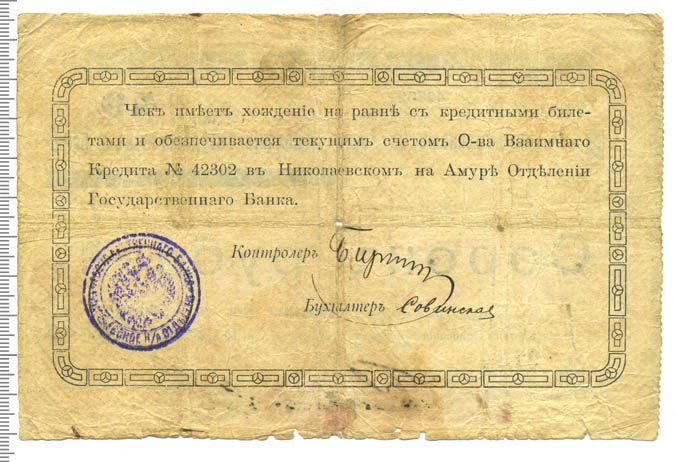 Чекъ имѣетъ хожденіе на равнѣ съ кредитными биле-
тами и обезпечивается текущимъ счетомъ О-ва Взаимнаго
Кредита № 42302 въ Николаевскомъ на Амурѣ Отдѣленіи
Государственнаго Банка.
Контролеръ
Бухгалтеръ Совинская